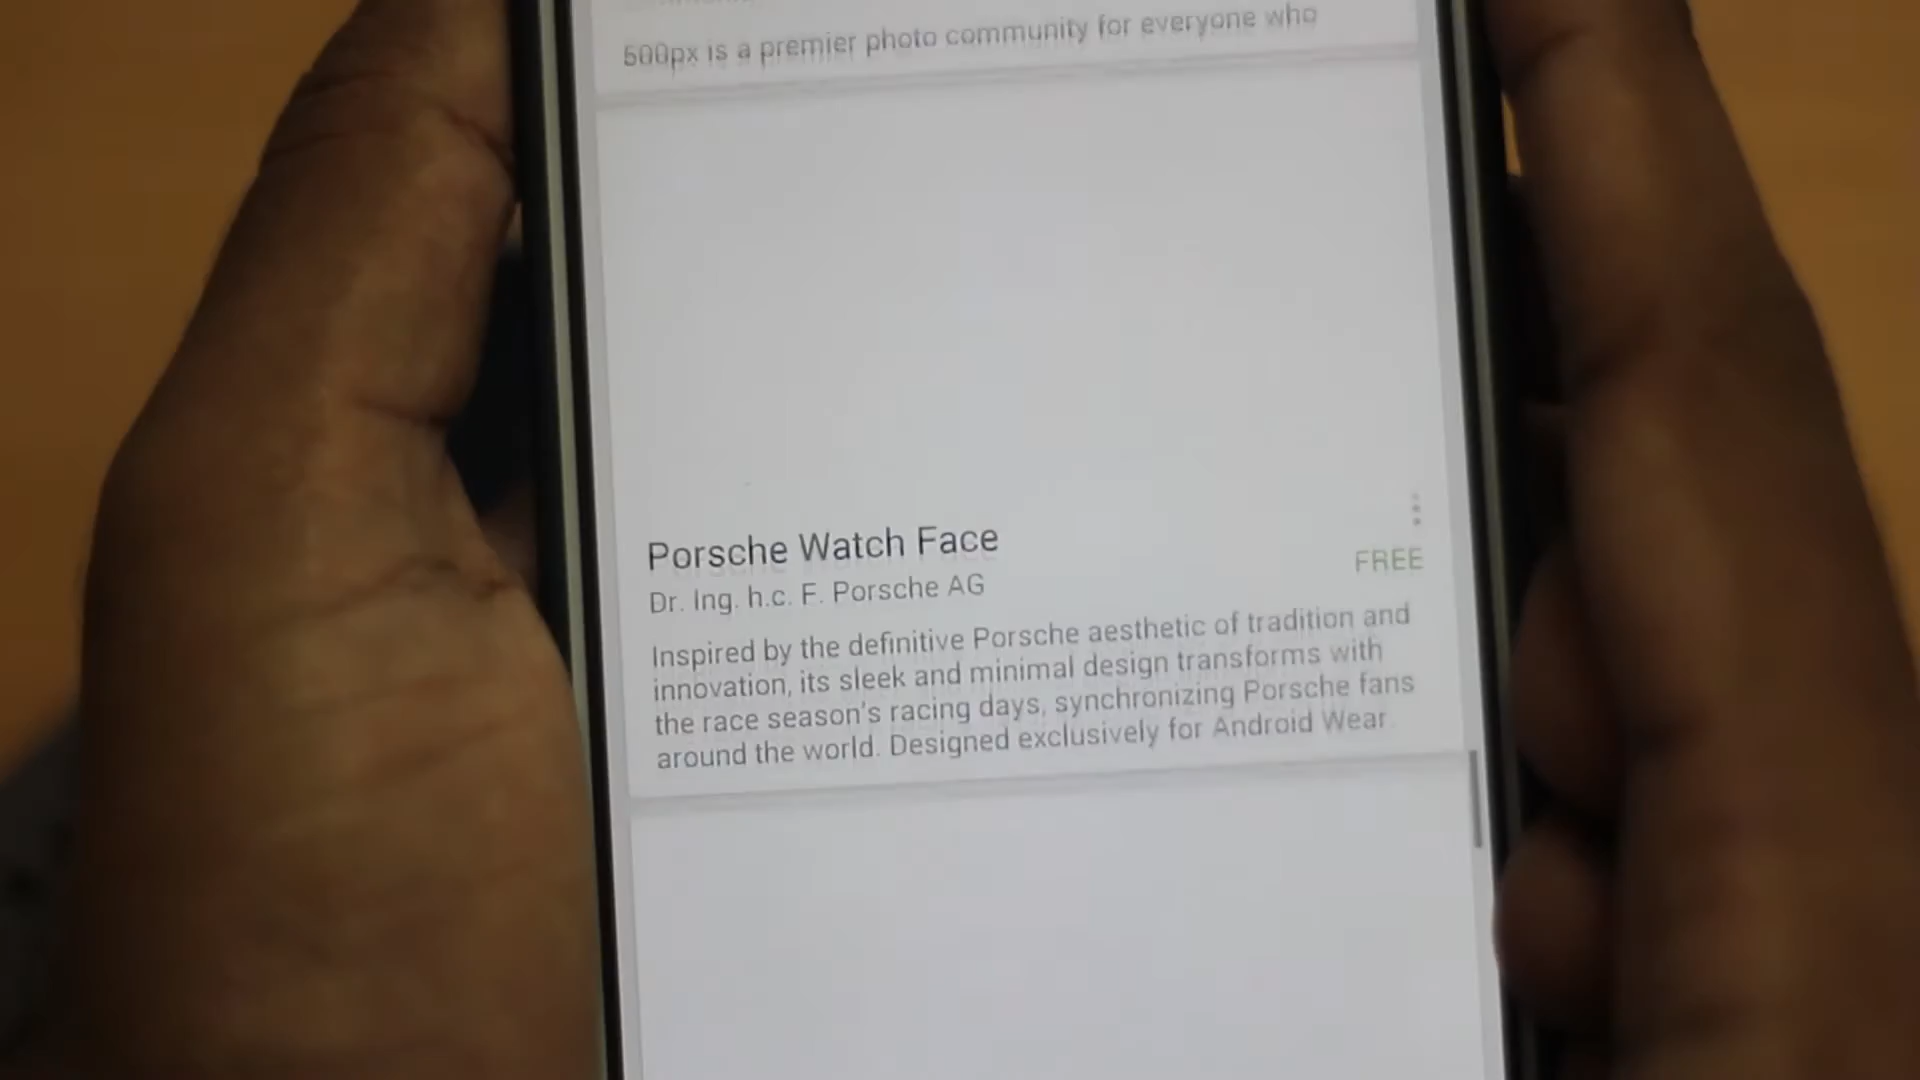 500px is a premier photo community for everyone who
Porsche Watch Face
Dr. Ing. h.c. F. Porsche AG
FREE
Inspired by the definitive Porsche aesthetic of tradition and
innovation, its sleek and minimal design transforms with
the race season's racing days, synchronizing Porsche fans
around the world. Designed exclusively for Android Wear.